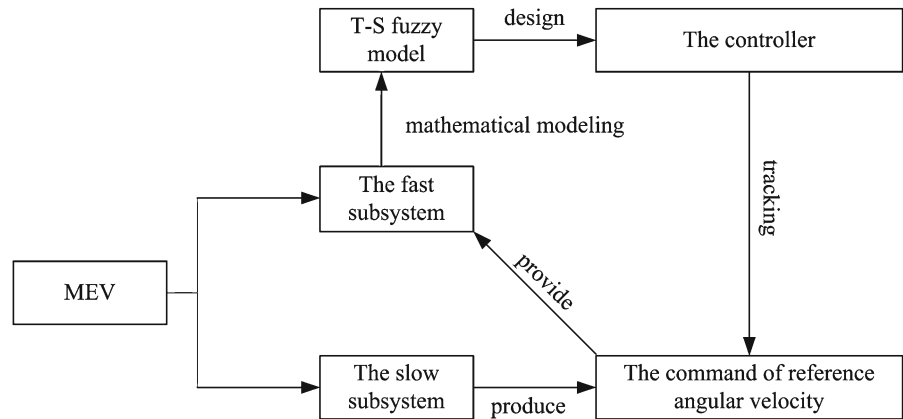 T-S fuzzy
model
design
The controller
mathematical modeling
The fast
subsystem
tracking
MEV
provide
The slow
subsystem
produce
The command of reference
angular velocity